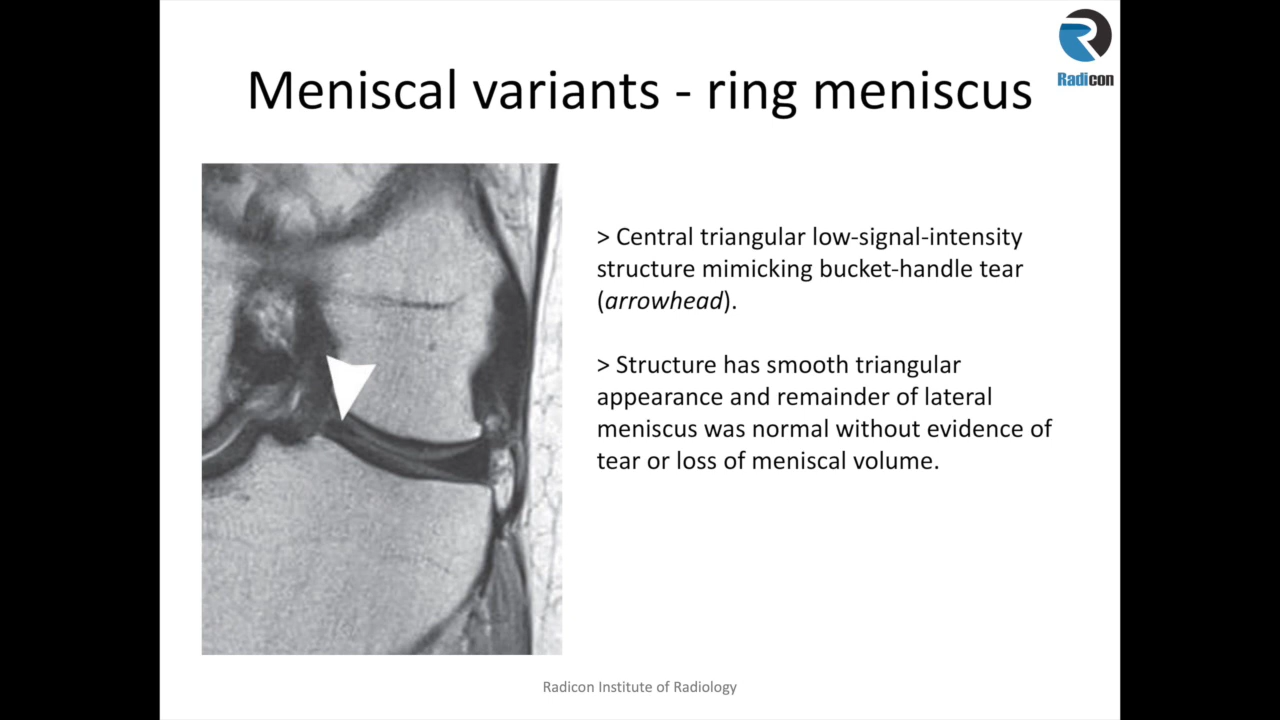 Radicon
Meniscal variants - ring meniscus
> Central triangular low-signal-intensity
structure mimicking bucket-handle tear
(arrowhead).
> Structure has smooth triangular
appearance and remainder of lateral
meniscus was normal without evidence of
tear or loss of meniscal volume.
Radicon Institute of Radiology